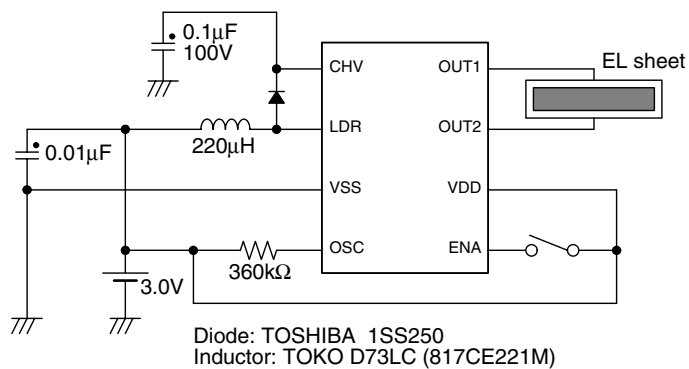 0.1μF
100V
CHV
OUT1
EL sheet
LDR
OUT2
220μH
0.01μF
VSS
VDD
OSC
ENA
360kΩ
3.0V
Diode: TOSHIBA 1SS250
Inductor: TOKO D73LC (817CE221M)